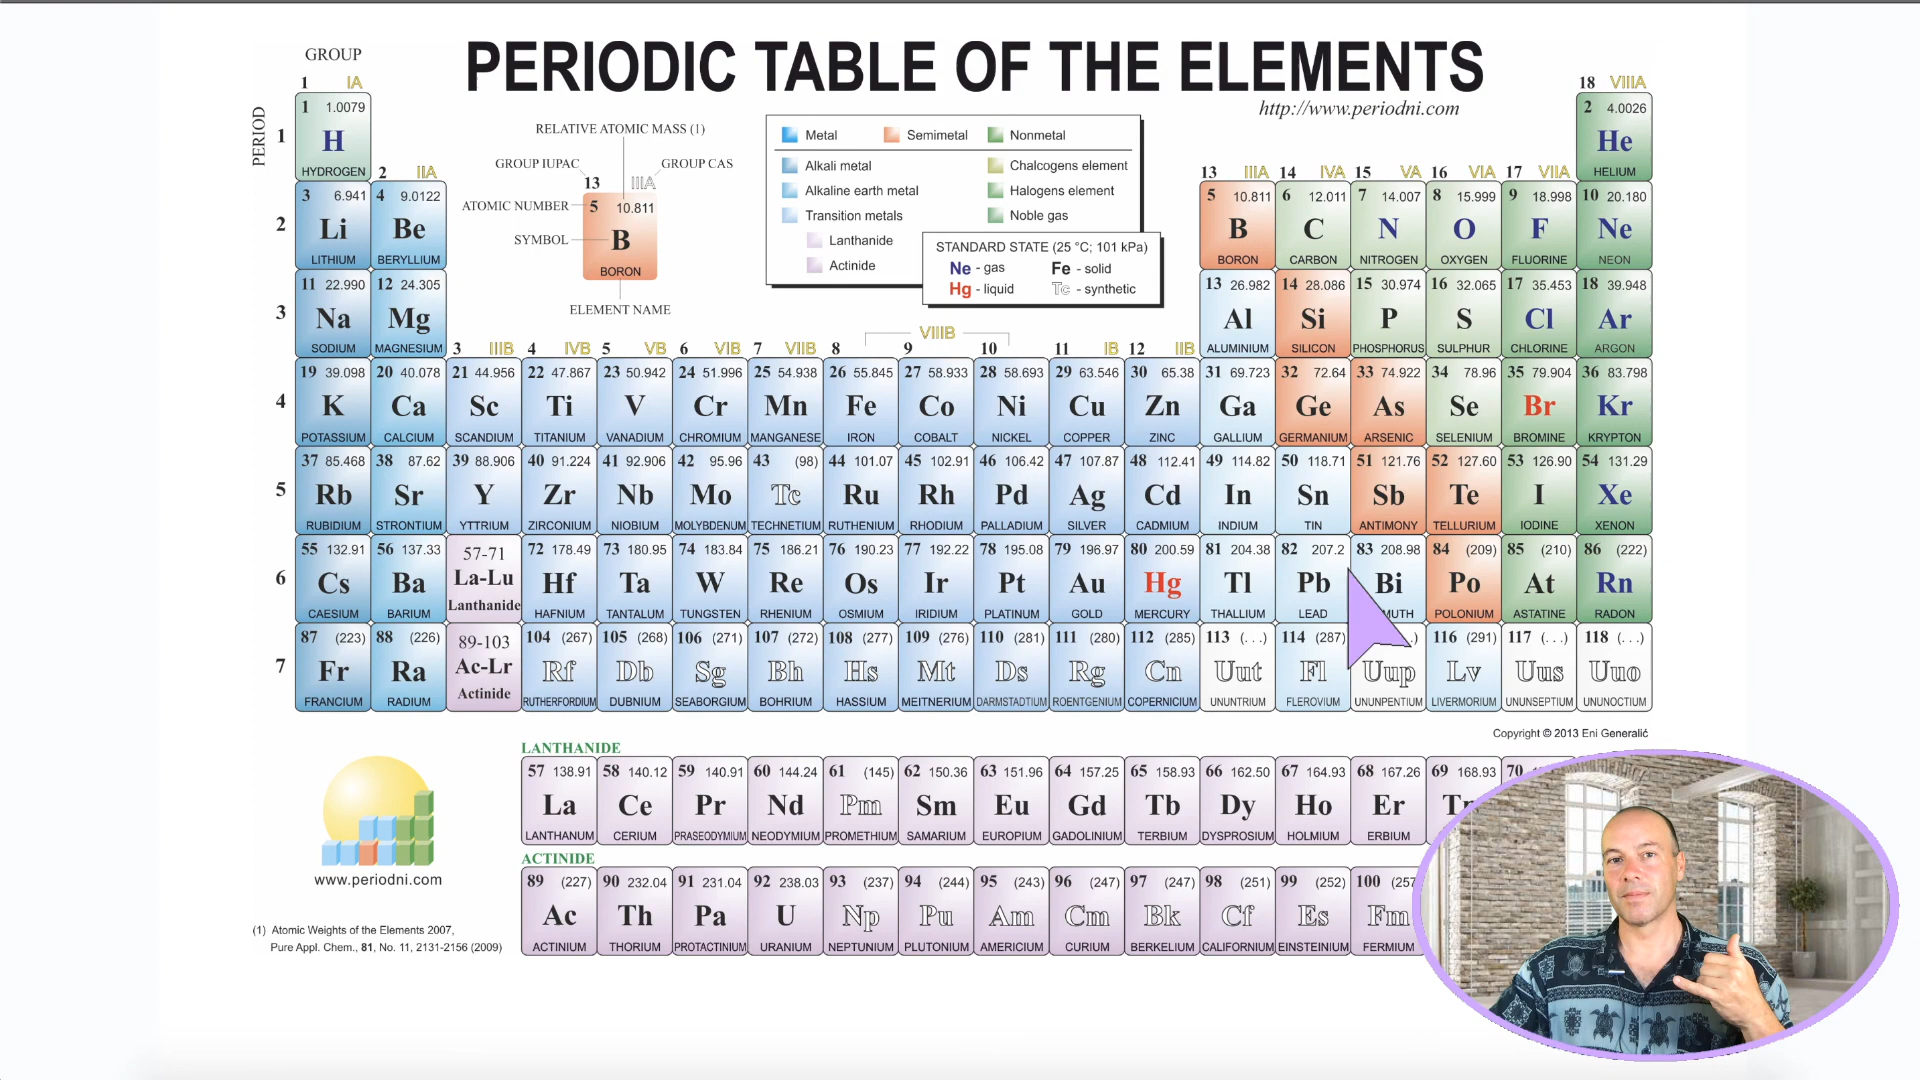 GROUP
PERIODIC TABLE OF THE ELEMENTS
http://www.periodni.com
PERIOD
1 IA
18 VIIIA
1
1 1.0079
H
HYDROGEN
2 4.0026
He
HELIUM
RELATIVE ATOMIC MASS (1)
GROUP IUPAC
GROUP CAS
13
IIIA
ATOMIC NUMBER
5 10.811
SYMBOL
B
BORON
ELEMENT NAME
Metal
Semimetal
Nonmetal
Alkali metal
Chalcogens element
Alkaline earth metal
Halogens element
Transition metals
Noble gas
Lanthanide
Actinide
STANDARD STATE (25 °C; 101 kPa)
Ne - gas
Fe - solid
Hg - liquid
Tc - synthetic
2 IIA
13 IIIA 14 IVA 15 VA 16 VIA 17 VIIA
2
3 6.941 4 9.0122 5 10.811 6 12.011 7 14.007 8 15.999 9 18.998 10 20.180
Li Be B C N O F Ne
LITHIUM BERYLLIUM BORON CARBON NITROGEN OXYGEN FLUORINE NEON
3
11 22.990 12 24.305 13 26.982 14 28.086 15 30.974 16 32.065 17 35.453 18 39.948
Na Mg Al Si P S Cl Ar
SODIUM MAGNESIUM ALUMINIUM SILICON PHOSPHORUS SULPHUR CHLORINE ARGON
VIIIB
3 IIIB 4 IVB 5 VB 6 VIB 7 VIIB 8 9 10 11 IB 12 IIB
4
19 39.098 20 40.078 21 44.956 22 47.867 23 50.942 24 51.996 25 54.938 26 55.845 27 58.933 28 58.693 29 63.546 30 65.38 31 69.723 32 72.64 33 74.922 34 78.96 35 79.904 36 83.798
K Ca Sc Ti V Cr Mn Fe Co Ni Cu Zn Ga Ge As Se Br Kr
POTASSIUM CALCIUM SCANDIUM TITANIUM VANADIUM CHROMIUM MANGANESE IRON COBALT NICKEL COPPER ZINC GALLIUM GERMANIUM ARSENIC SELENIUM BROMINE KRYPTON
5
37 85.468 38 87.62 39 88.906 40 91.224 41 92.906 42 95.96 43 (98) 44 101.07 45 102.91 46 106.42 47 107.87 48 112.41 49 114.82 50 118.71 51 121.76 52 127.60 53 126.90 54 131.29
Rb Sr Y Zr Nb Mo Tc Ru Rh Pd Ag Cd In Sn Sb Te I Xe
RUBIDIUM STRONTIUM YTTRIUM ZIRCONIUM NIOBIUM MOLYBDENUM TECHNETIUM RUTHENIUM RHODIUM PALLADIUM SILVER CADMIUM INDIUM TIN ANTIMONY TELLURIUM IODINE XENON
6
55 132.91 56 137.33 57-71 72 178.49 73 180.95 74 183.84 75 186.21 76 190.23 77 192.22 78 195.08 79 196.97 80 200.59 81 204.38 82 207.2 83 208.98 84 (209) 85 (210) 86 (222)
Cs Ba La-Lu Hf Ta W Re Os Ir Pt Au Hg Tl Pb Bi Po At Rn
CAESIUM BARIUM Lanthanide HAFNIUM TANTALUM TUNGSTEN RHENIUM OSMIUM IRIDIUM PLATINUM GOLD MERCURY THALLIUM LEAD MUTH POLONIUM ASTATINE RADON
7
87 (223) 88 (226) 89-103 104 (267) 105 (268) 106 (271) 107 (272) 108 (277) 109 (276) 110 (281) 111 (280) 112 (285) 113 (...) 114 (287) .) 116 (291) 117 (...) 118 (...)
Fr Ra Ac-Lr Rf Db Sg Bh Hs Mt Ds Rg Cn Uut Fl Uup Lv Uus Uuo
FRANCIUM RADIUM Actinide RUTHERFORDIUM DUBNIUM SEABORGIUM BOHRIUM HASSIUM MEITNERIUM DARMSTADTIUM ROENTGENIUM COPERNICIUM UNUNTRIUM FLEROVIUM UNUNPENTIUM LIVERMORIUM UNUNSEPTIUM UNUNOCTIUM
Copyright © 2013 Eni Generalić
LANTHANIDE
57 138.91 58 140.12 59 140.91 60 144.24 61 (145) 62 150.36 63 151.96 64 157.25 65 158.93 66 162.50 67 164.93 68 167.26 69 168.93 70
La Ce Pr Nd Pm Sm Eu Gd Tb Dy Ho Er
LANTHANUM CERIUM PRASEODYMIUM NEODYMIUM PROMETHIUM SAMARIUM EUROPIUM GADOLINIUM TERBIUM DYSPROSIUM HOLMIUM ERBIUM
ACTINIDE
89 (227) 90 232.04 91 231.04 92 238.03 93 (237) 94 (244) 95 (243) 96 (247) 97 (247) 98 (251) 99 (252) 100 (257
Ac Th Pa U Np Pu Am Cm Bk Cf Es Fm
ACTINIUM THORIUM PROTACTINIUM URANIUM NEPTUNIUM PLUTONIUM AMERICIUM CURIUM BERKELIUM CALIFORNIUM EINSTEINIUM FERMIUM
www.periodni.com
(1) Atomic Weights of the Elements 2007,
Pure Appl. Chem., 81, No. 11, 2131-2156 (2009)